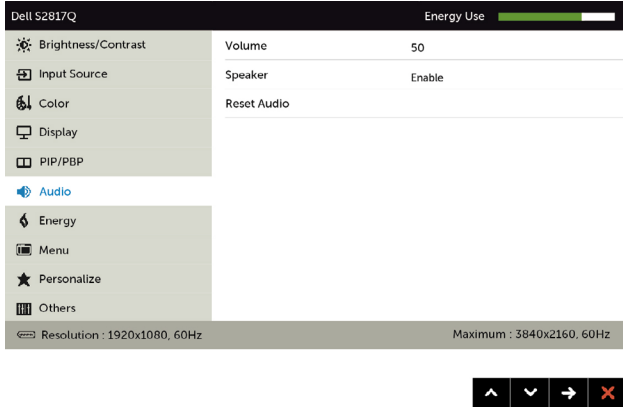 Dell S2817Q Energy Use
Brightness/Contrast Volume 50
Input Source Speaker Enable
Color Reset Audio
Display
PIP/PBP
Audio
Energy
Menu
Personalize
Others
Resolution : 1920x1080, 60Hz Maximum : 3840x2160, 60Hz